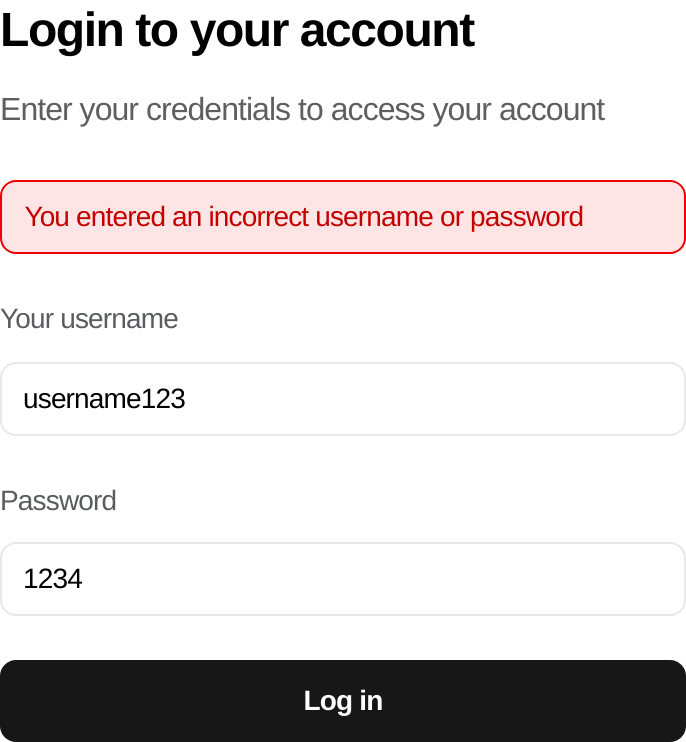 Login to your account
Enter your credentials to access your account
You entered an incorrect username or password
Your username
username123
Password
1234
Log in